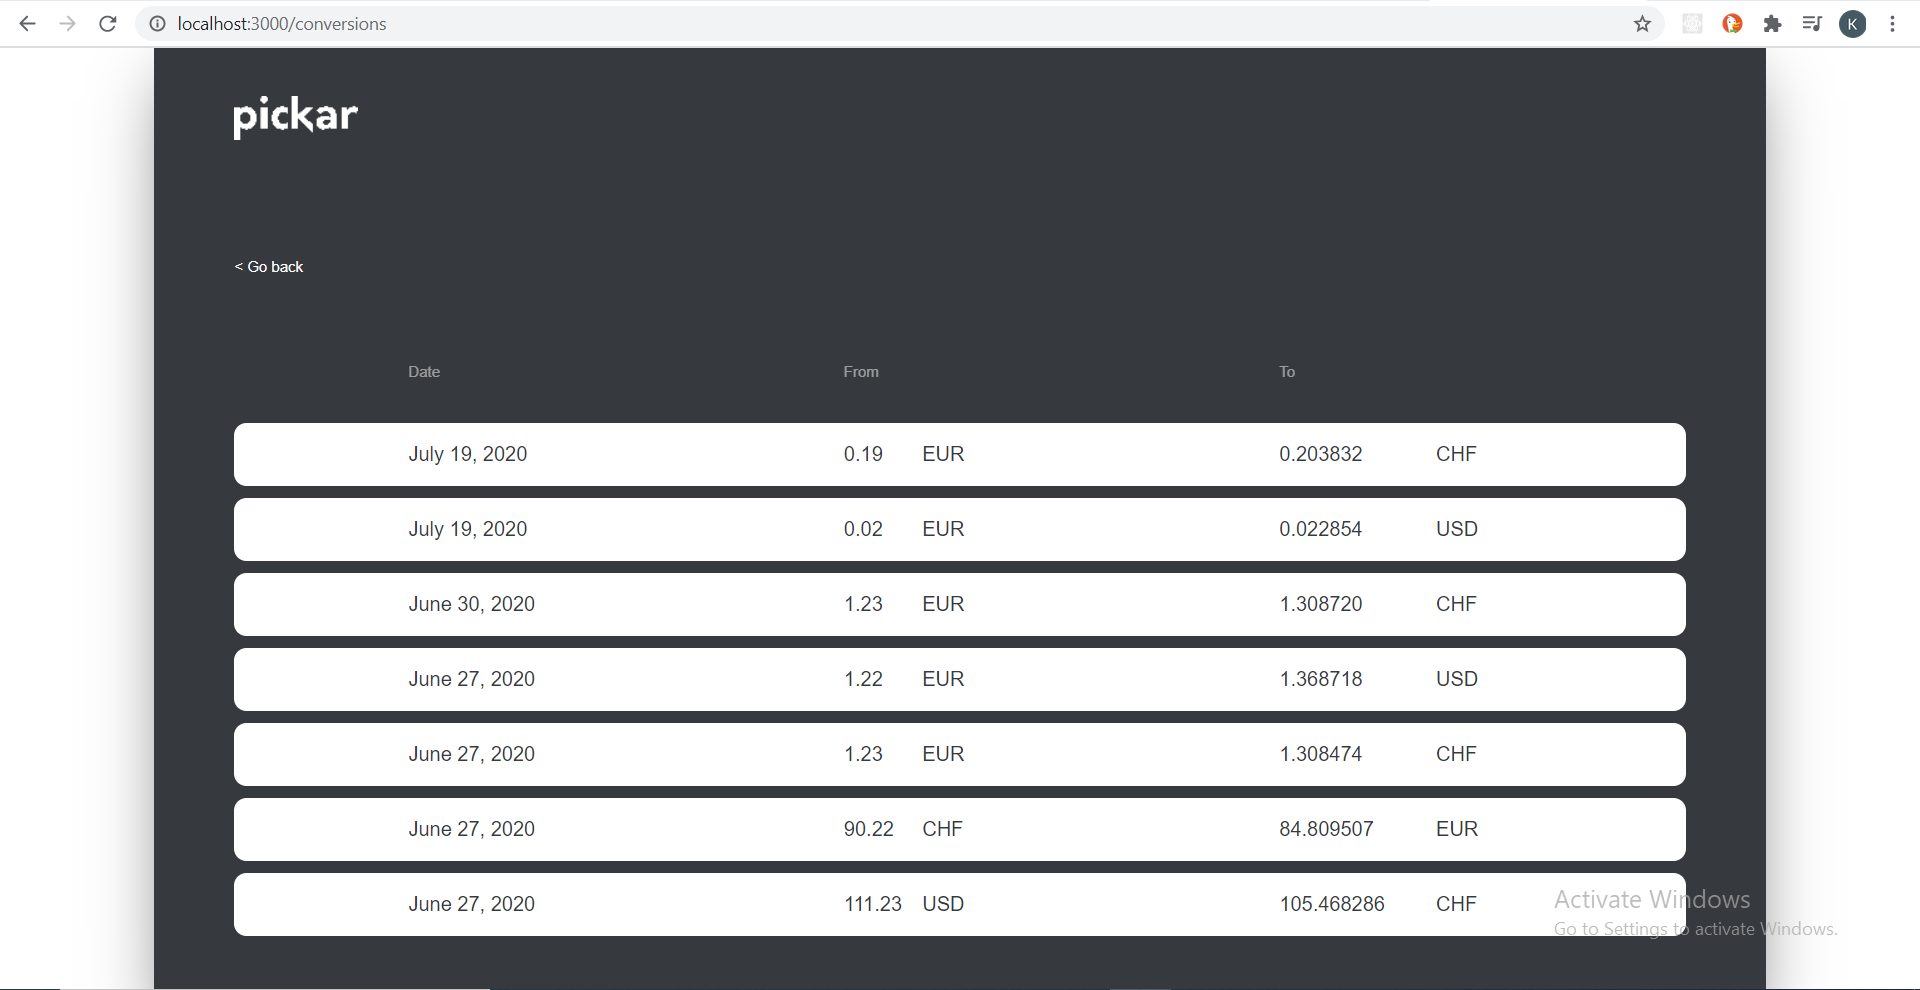 localhost:3000/conversions
K
pickar
< Go back
Date From To
July 19, 2020 0.19 EUR 0.203832 CHF
July 19, 2020 0.02 EUR 0.022854 USD
June 30, 2020 1.23 EUR 1.308720 CHF
June 27, 2020 1.22 EUR 1.368718 USD
June 27, 2020 1.23 EUR 1.308474 CHF
June 27, 2020 90.22 CHF 84.809507 EUR
June 27, 2020 111.23 USD 105.468286 CHF
Activate Windows
Go to Settings to activate Windows.